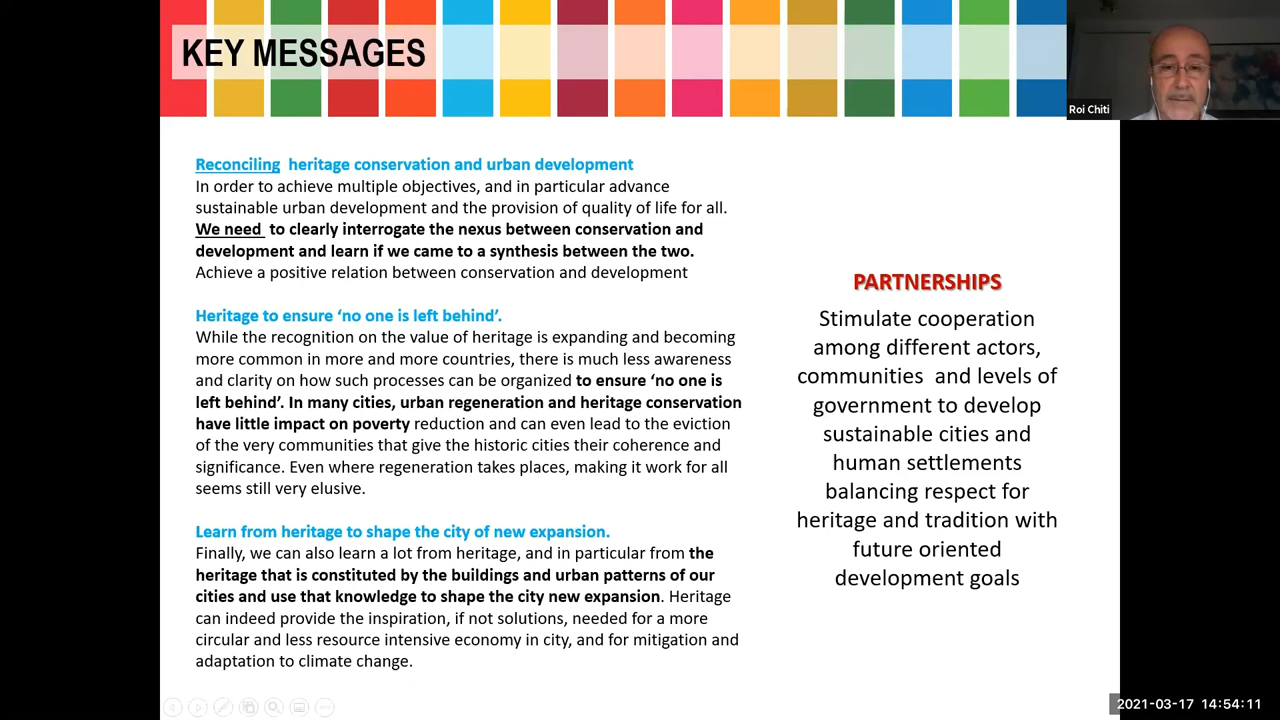 KEY MESSAGES
Roi Chiti
Reconciling heritage conservation and urban development
In order to achieve multiple objectives, and in particular advance
sustainable urban development and the provision of quality of life for all.
We need to clearly interrogate the nexus between conservation and
development and learn if we came to a synthesis between the two.
Achieve a positive relation between conservation and development
Heritage to ensure ‘no one is left behind’.
While the recognition on the value of heritage is expanding and becoming
more common in more and more countries, there is much less awareness
and clarity on how such processes can be organized to ensure ‘no one is
left behind’. In many cities, urban regeneration and heritage conservation
have little impact on poverty reduction and can even lead to the eviction
of the very communities that give the historic cities their coherence and
significance. Even where regeneration takes places, making it work for all
seems still very elusive.
Learn from heritage to shape the city of new expansion.
Finally, we can also learn a lot from heritage, and in particular from the
heritage that is constituted by the buildings and urban patterns of our
cities and use that knowledge to shape the city new expansion. Heritage
can indeed provide the inspiration, if not solutions, needed for a more
circular and less resource intensive economy in city, and for mitigation and
adaptation to climate change.
PARTNERSHIPS
Stimulate cooperation
among different actors,
communities and levels of
government to develop
sustainable cities and
human settlements
balancing respect for
heritage and tradition with
future oriented
development goals
2021-03-17 14:54:11